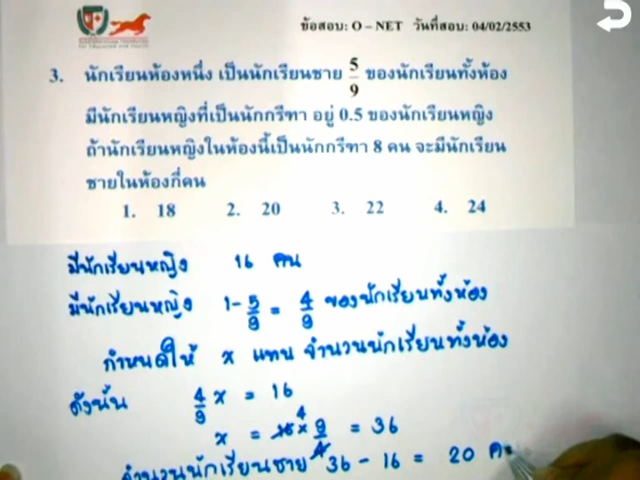 ข้อสอบ: O – NET วันที่สอบ: 04/02/2553
3. นักเรียนห้องหนึ่ง เป็นนักเรียนชาย 5/9 ของนักเรียนทั้งห้อง
มีนักเรียนหญิงที่เป็นนักกรีฑา อยู่ 0.5 ของนักเรียนหญิง
ถ้านักเรียนหญิงในห้องนี้เป็นนักกรีฑา 8 คน จะมีนักเรียน
ชายในห้องกี่คน
1. 18 2. 20 3. 22 4. 24
มีนักเรียนหญิง 16 คน
มีนักเรียนหญิง 1 - 5/9 = 4/9 ของนักเรียนทั้งห้อง
กำหนดให้ x แทน จำนวนนักเรียนทั้งห้อง
ดังนั้น 4/9 x = 16
x = 16 4 × 9/4 = 36
จำนวนนักเรียนชาย 36 - 16 = 20 ค